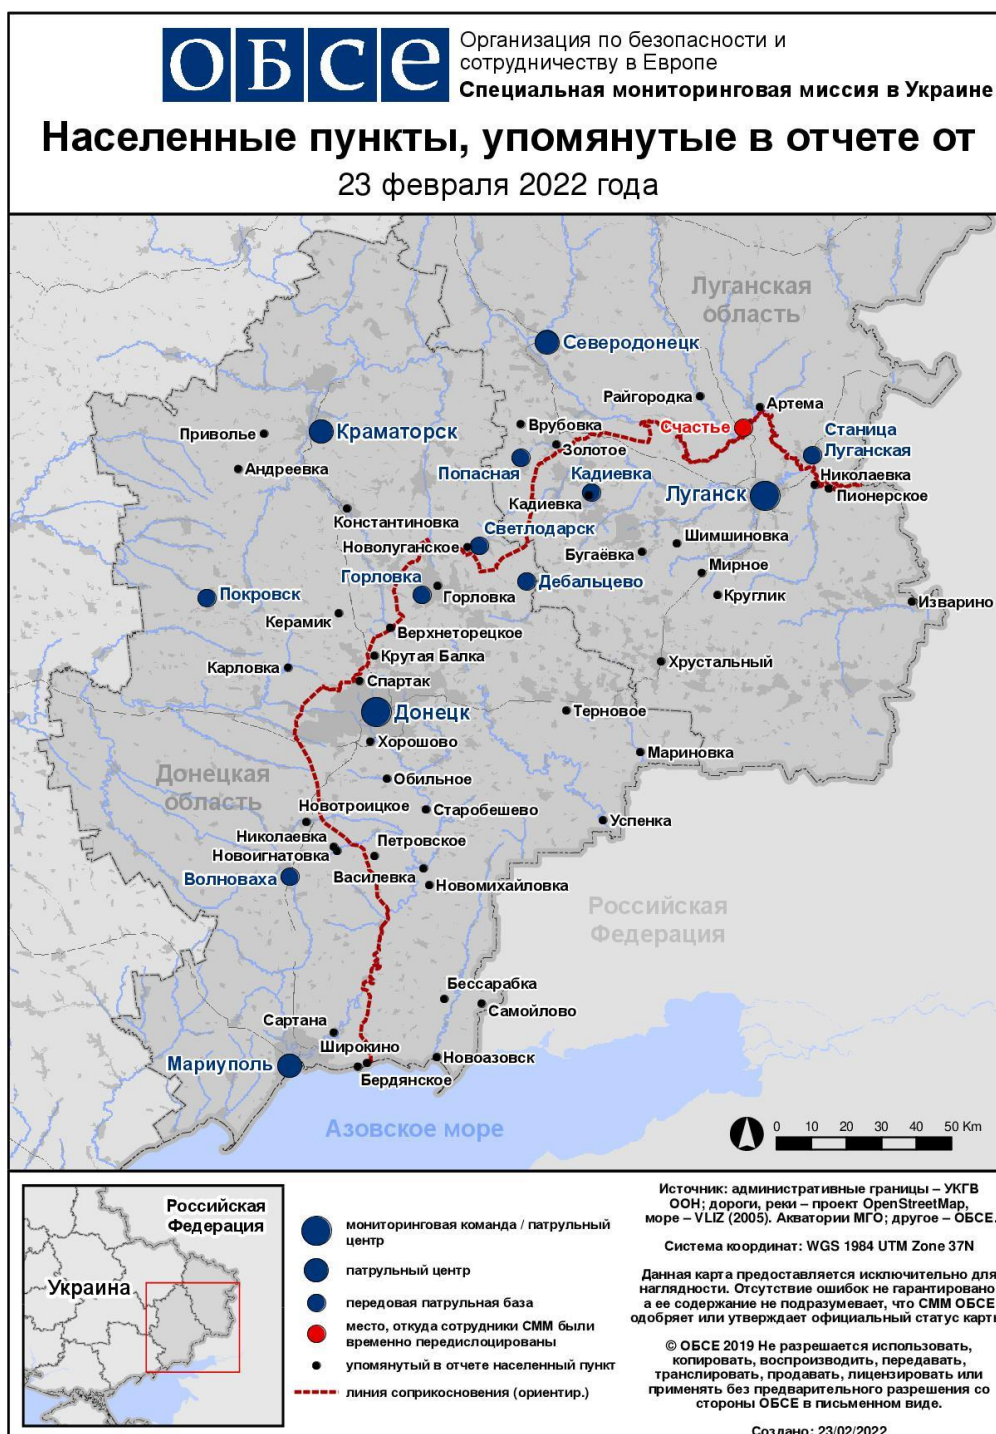 ОБСЕ
Организация по безопасности и
сотрудничеству в Европе
Специальная мониторинговая миссия в Украине
Населенные пункты, упомянутые в отчете от
23 февраля 2022 года
Луганская
область
Северодонецк
Райгородка
Артема
Счастье
Врубовка
Станица
Луганская
Приволье
Краматорск
Золотое
Андреевка
Попасная
Кадиевка
Николаевка
Луганск
Пионерское
Кадиевка
Константиновка
Светлодарск
Шимшиновка
Новолуганское
Бугаёвка
Мирное
Горловка
Дебальцево
Покровск
Горловка
Круглик
Изварино
Керамик
Верхнеторецкое
Крутая Балка
Хрустальный
Карловка
Спартак
Донецк
Терновое
Хорошово
Мариновка
Донецкая
область
Обильное
Новотроицкое
Старобешево
Успенка
Николаевка
Петровское
Новоигнатовка
Волноваха
Василевка
Новомихайловка
Российская
Федерация
Бессарабка
Самойлово
Сартана
Широкино
Мариуполь
Новоазовск
Бердянское
Азовское море
0 10 20 30 40 50 Km
Российская
Федерация
Украина
мониторинговая команда / патрульный
центр
патрульный центр
передовая патрульная база
место, откуда сотрудники СММ были
временно передислоцированы
упомянутый в отчете населенный пункт
линия соприкосновения (ориентир.)
Источник: административные границы – УКГВ
ООН; дороги, реки – проект OpenStreetMap,
море – VLIZ (2005). Акватории МГО; другое – ОБСЕ.
Система координат: WGS 1984 UTM Zone 37N
Данная карта предоставляется исключительно для
наглядности. Отсутствие ошибок не гарантировано
а ее содержание не подразумевает, что СММ ОБСЕ
одобряет или утверждает официальный статус карты
© ОБСЕ 2019 Не разрешается использовать,
копировать, воспроизводить, передавать,
транслировать, продавать, лицензировать или
применять без предварительного разрешения со
стороны ОБСЕ в письменном виде.
Создано: 23/02/2022